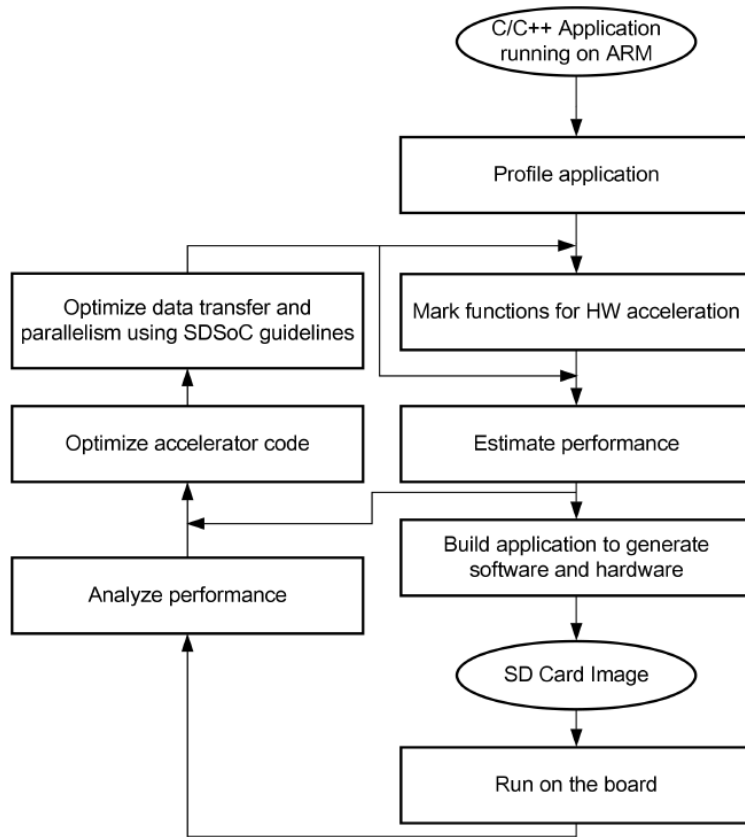 C/C++ Application
running on ARM
Profile application
Optimize data transfer and
parallelism using SDSoC guidelines
Mark functions for HW acceleration
Optimize accelerator code
Estimate performance
Analyze performance
Build application to generate
software and hardware
SD Card Image
Run on the board